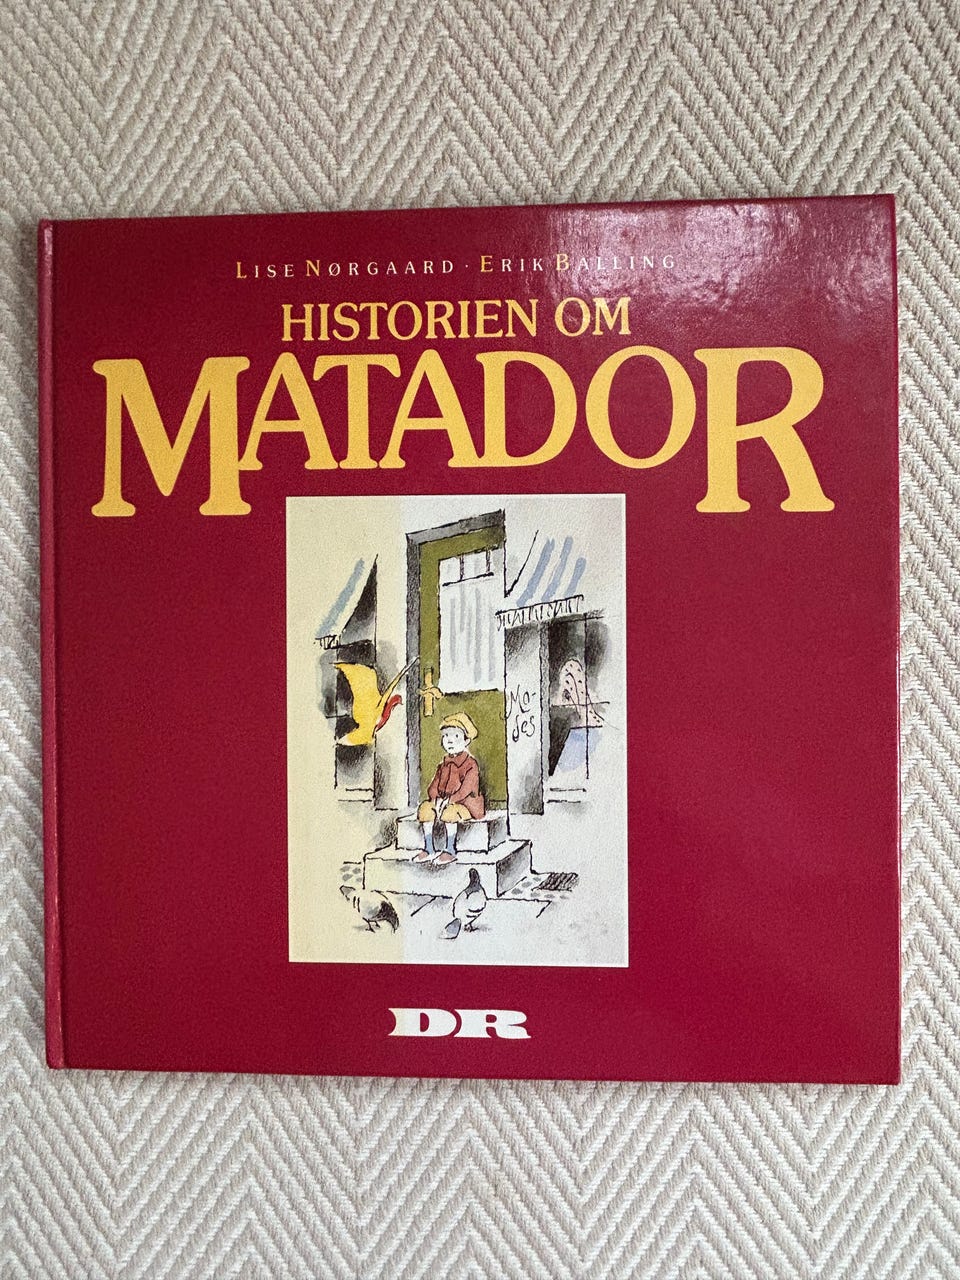 LISE NØRGAARD · ERIK BALLING
HISTORIEN OM
MATADOR
Mo-
des
DR